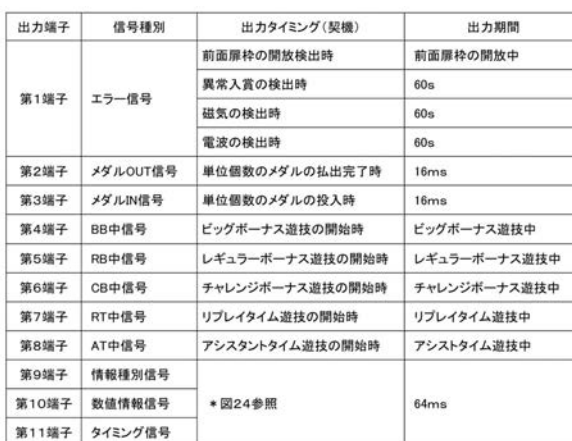 出力端子 信号種別 出力タイミング(契機) 出力期間
第1端子 エラー信号 前面扉枠の開放検出時 前面扉枠の開放中
異常入賞の検出時 60s
磁気の検出時 60s
電波の検出時 60s
第2端子 メダルOUT信号 単位個数のメダルの払出完了時 16ms
第3端子 メダルIN信号 単位個数のメダルの投入時 16ms
第4端子 BB中信号 ビッグボーナス遊技の開始時 ビッグボーナス遊技中
第5端子 RB中信号 レギュラーボーナス遊技の開始時 レギュラーボーナス遊技中
第6端子 CB中信号 チャレンジボーナス遊技の開始時 チャレンジボーナス遊技中
第7端子 RT中信号 リプレイタイム遊技の開始時 リプレイタイム遊技中
第8端子 AT中信号 アシスタントタイム遊技の開始時 アシストタイム遊技中
第9端子 情報種別信号
第10端子 数値情報信号 *図24参照 64ms
第11端子 タイミング信号